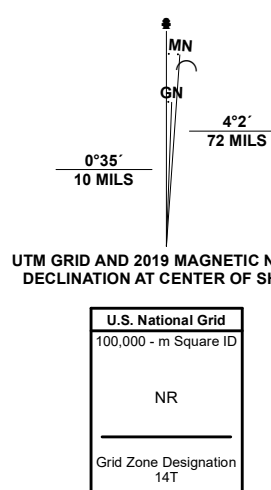 MN
GN
4°2´
72 MILS
0°35´
10 MILS
UTM GRID AND 2019 MAGNETIC
DECLINATION AT CENTER OF
U.S. National Grid
100,000 - m Square ID
NR
Grid Zone Designation
14T